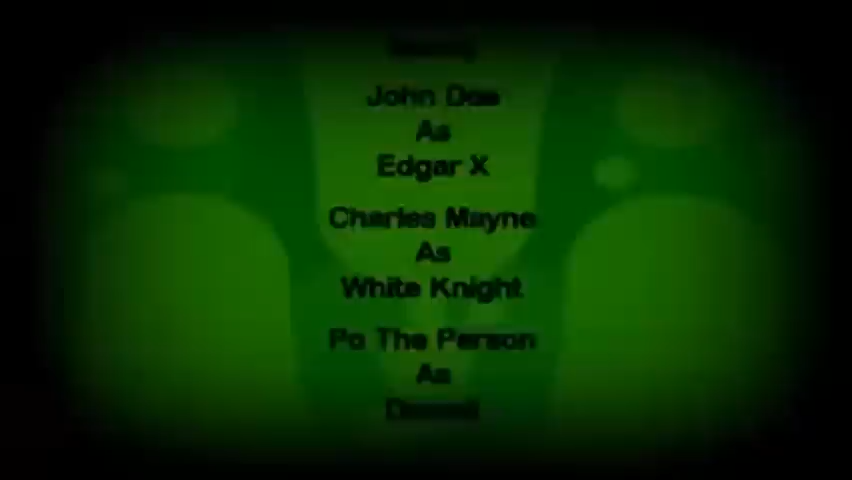 John Doe
As
Edgar X
Charles Mayne
As
White Knight
Po The Person
As